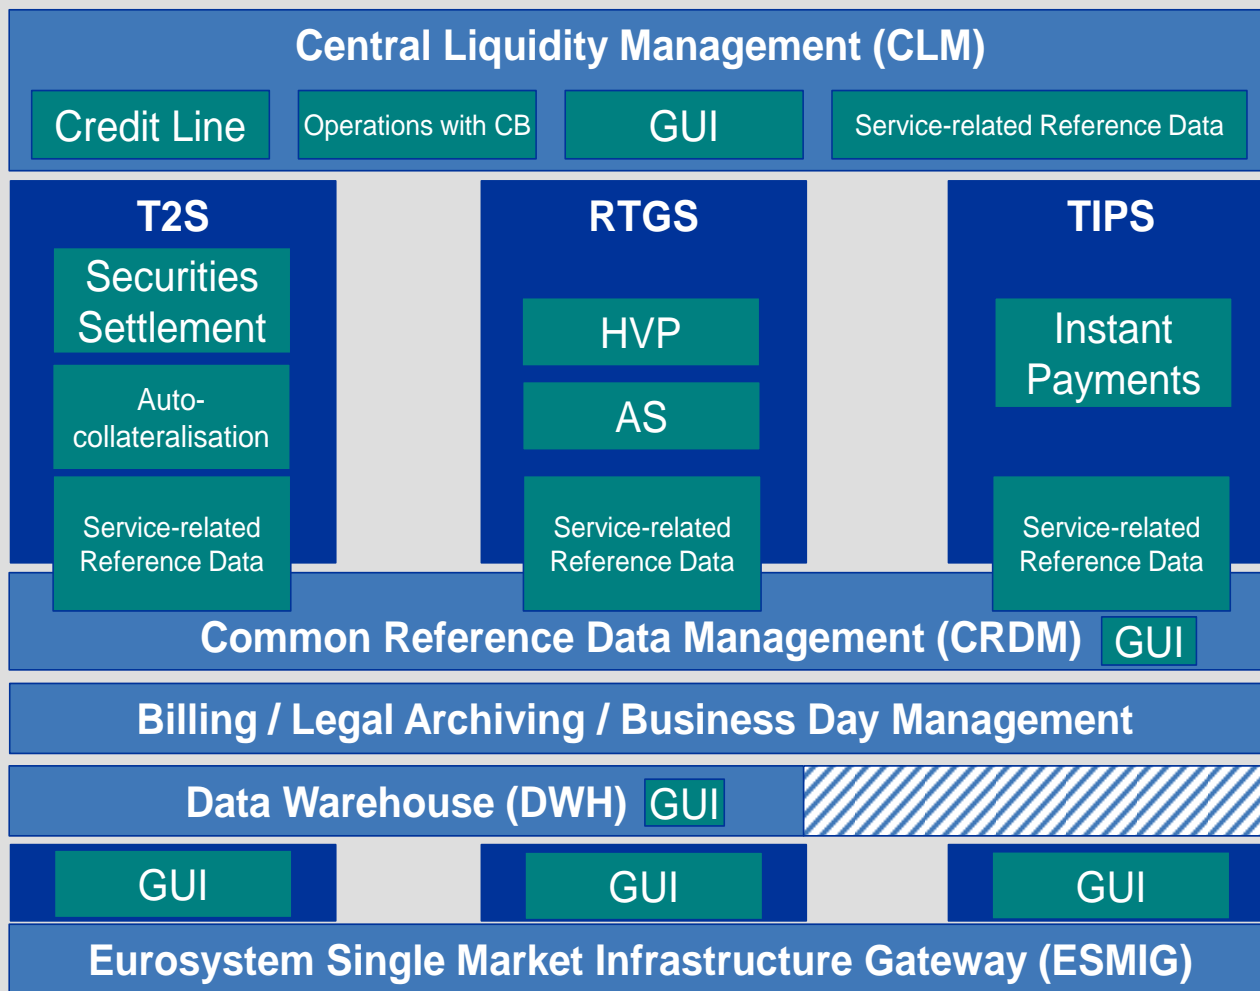 Central Liquidity Management (CLM)
Credit Line
Operations with CB
GUI
Service-related Reference Data
T2S
Securities
Settlement
Auto-
collateralisation
Service-related
Reference Data
RTGS
HVP
AS
Service-related
Reference Data
TIPS
Instant
Payments
Service-related
Reference Data
Common Reference Data Management (CRDM)
GUI
Billing / Legal Archiving / Business Day Management
Data Warehouse (DWH)
GUI
GUI
GUI
GUI
Eurosystem Single Market Infrastructure Gateway (ESMIG)